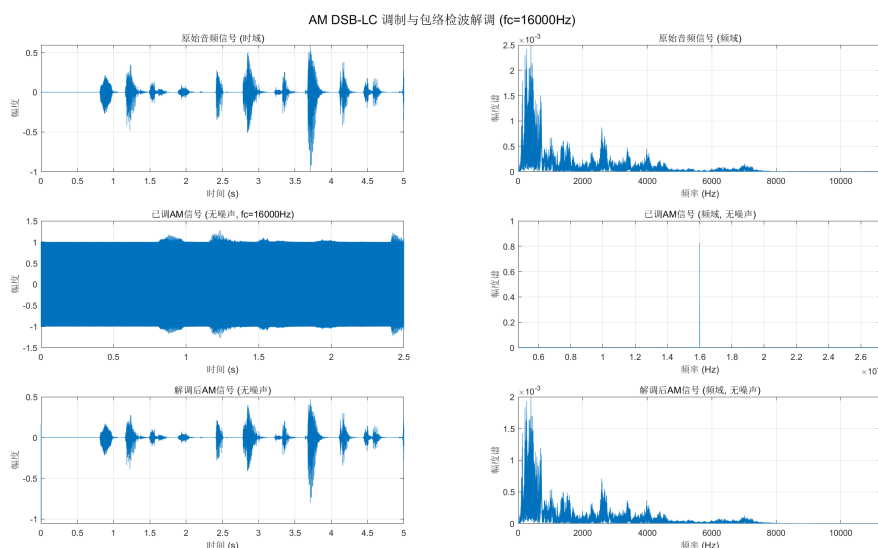 AM DSB-LC 调制与包络检波解调 (fc=16000Hz)
原始音频信号 (时域)
0.5
0
-0.5
-1
幅度
0 0.5 1 1.5 2 2.5 3 3.5 4 4.5 5
时间 (s)
原始音频信号 (频域)
×10⁻³
2.5
2
1.5
1
0.5
0
幅度谱
0 2000 4000 6000 8000 10000
频率 (Hz)
已调AM信号 (无噪声, fc=16000Hz)
1.5
1
0.5
0
-0.5
-1
-1.5
幅度
0 0.5 1 1.5 2 2.5
时间 (s)
已调AM信号 (频域, 无噪声)
1
0.8
0.6
0.4
0.2
0
幅度谱
0.6 0.8 1 1.2 1.4 1.6 1.8 2 2.2 2.4 2.6
频率 (Hz)
解调后AM信号 (无噪声)
0.5
0
-0.5
-1
幅度
0 0.5 1 1.5 2 2.5 3 3.5 4 4.5 5
时间 (s)
解调后AM信号 (频域, 无噪声)
×10⁻³
2
1.5
1
0.5
0
幅度谱
0 2000 4000 6000 8000 10000
频率 (Hz)